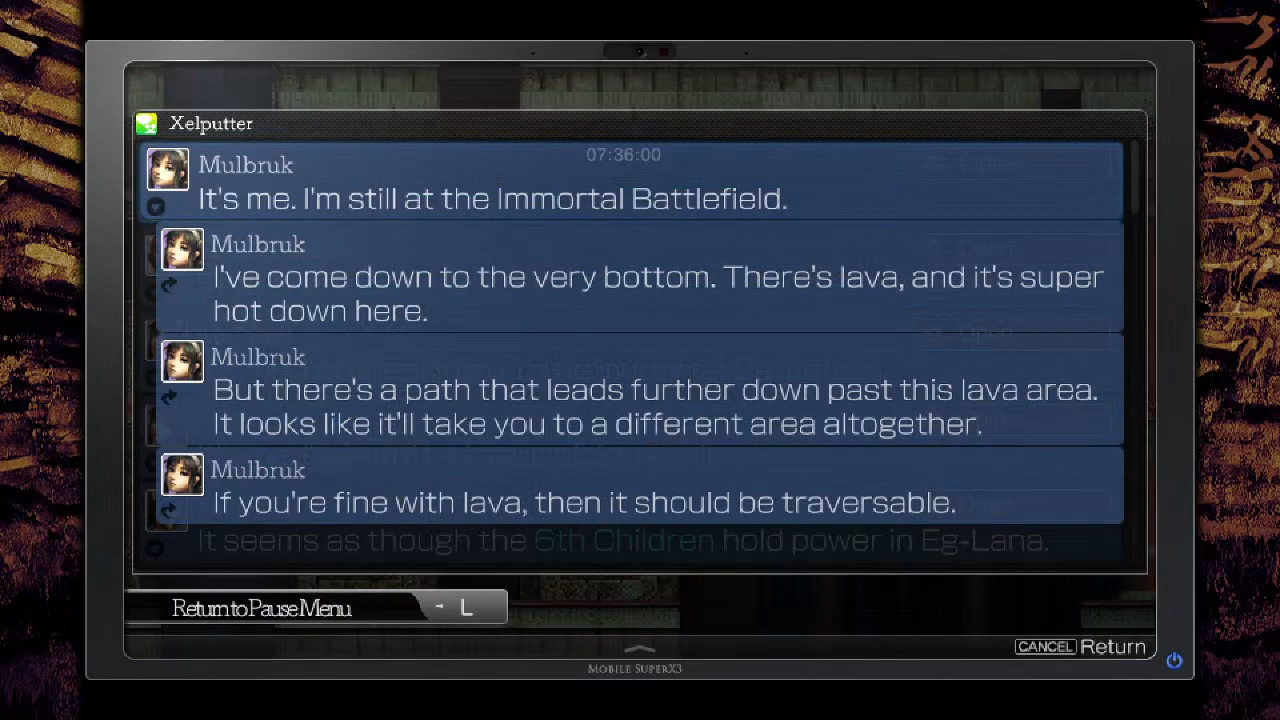 Xelputter
Mulbruk
07:36:00
It's me. I'm still at the Immortal Battlefield.
Mulbruk
I've come down to the very bottom. There's lava, and it's super
hot down here.
Mulbruk
But there's a path that leads further down past this lava area.
It looks like it'll take you to a different area altogether.
Mulbruk
If you're fine with lava, then it should be traversable.
It seems as though the 6th Children hold power in Eg-Lana.
Return to Pause Menu
- L
CANCEL Return
MOBILE SUPERX3